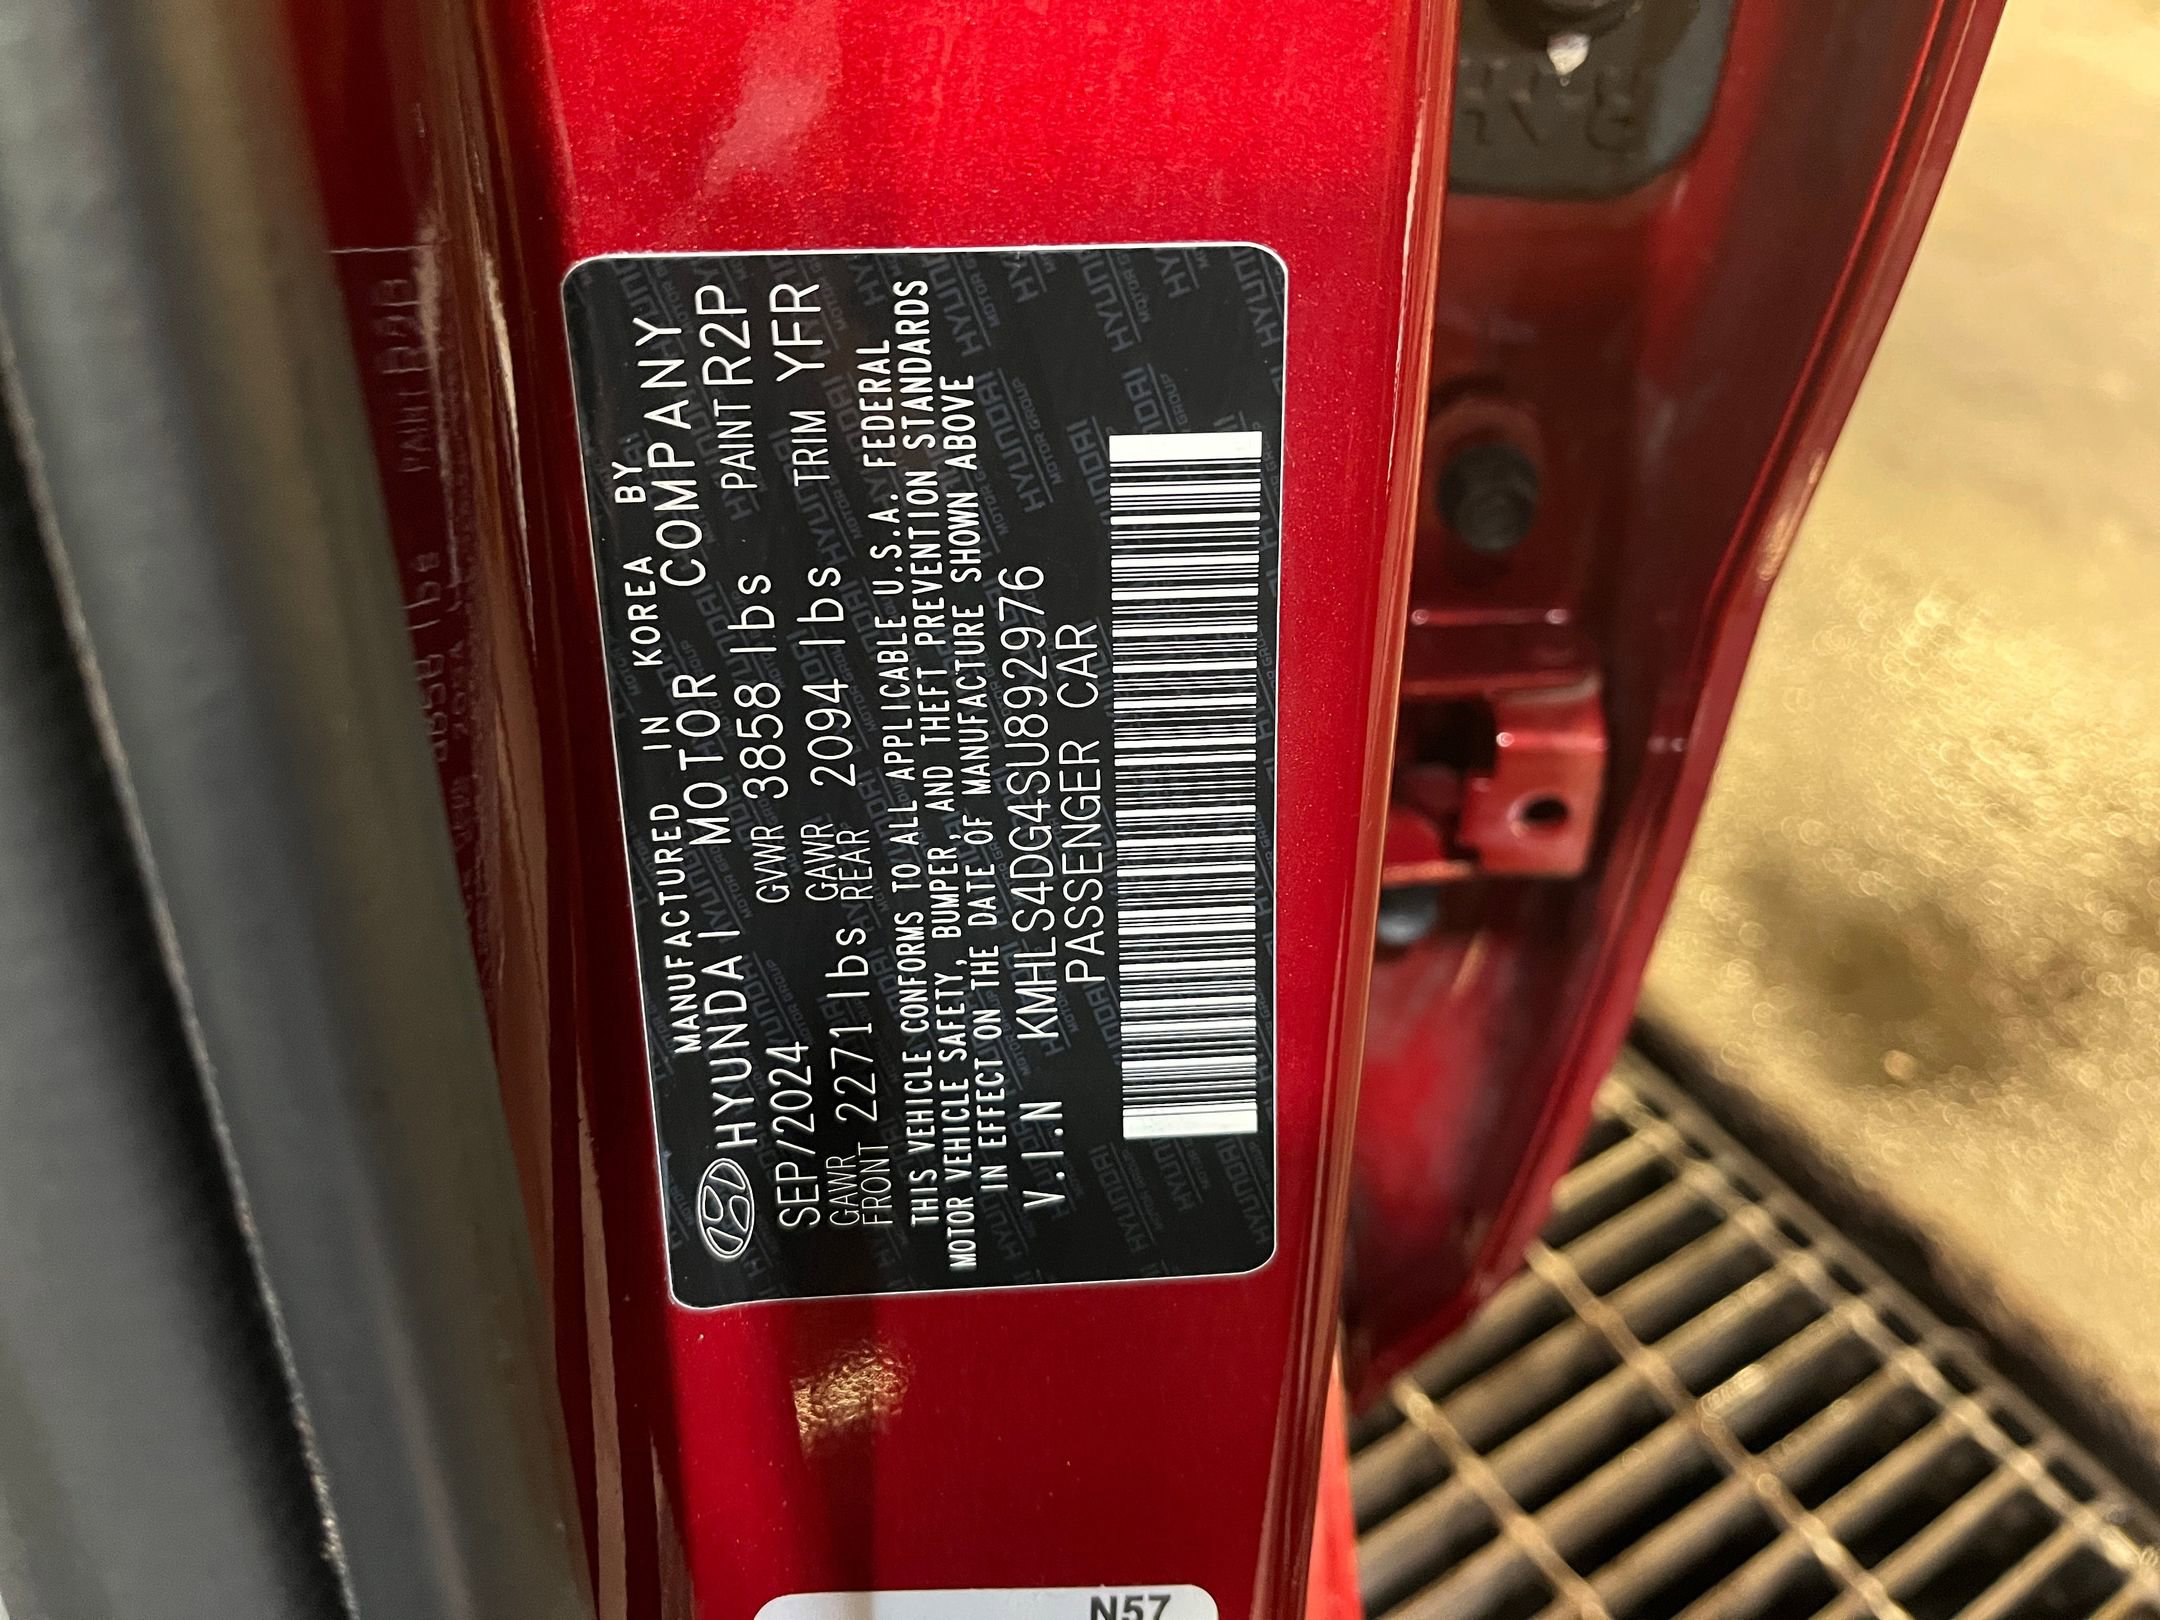 MANUFACTURED IN KOREA BY
HYUNDAI MOTOR COMPANY
SEP/2024 GVWR 3858 lbs PAINT R2P
GAWR FRONT 2271 lbs GAWR REAR 2094 lbs TRIM YFR
THIS VEHICLE CONFORMS TO ALL APPLICABLE U.S.A. FEDERAL
MOTOR VEHICLE SAFETY, BUMPER, AND THEFT PREVENTION STANDARDS
IN EFFECT ON THE DATE OF MANUFACTURE SHOWN ABOVE
V.I.N KMHLS4DG4SU892976
PASSENGER CAR
N57